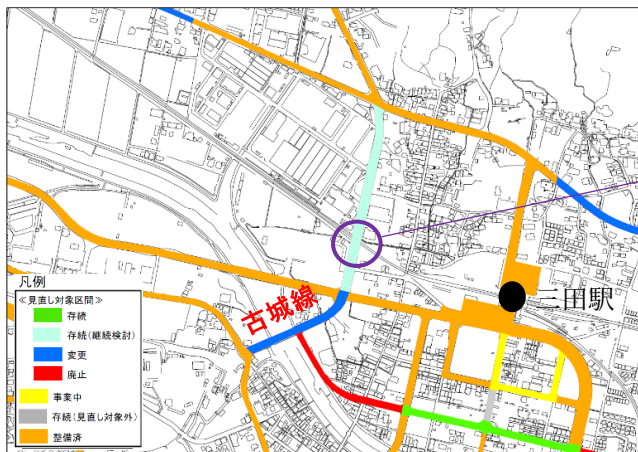 三田駅
古城線
凡例
≪見直し対象区間≫
存続
存続(継続検討)
変更
廃止
事業中
存続(見直し対象外)
整備済